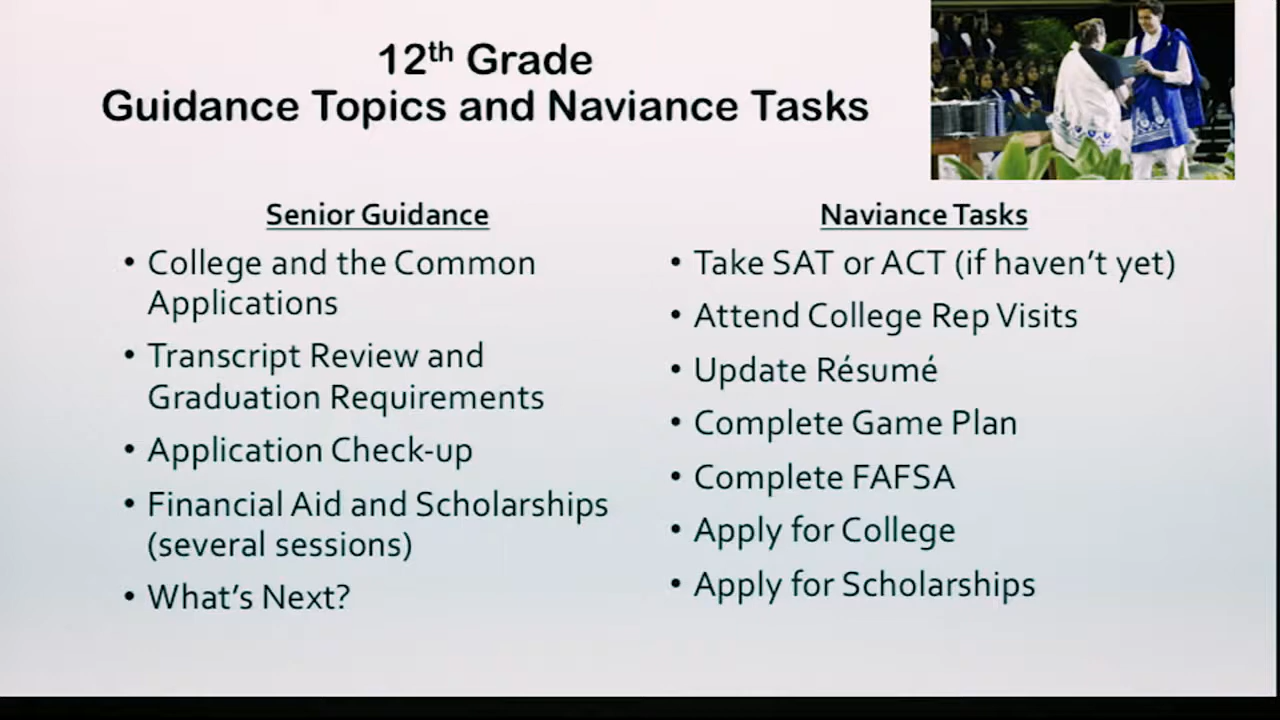 12th Grade
Guidance Topics and Naviance Tasks
Senior Guidance
• College and the Common
Applications
• Transcript Review and
Graduation Requirements
• Application Check-up
• Financial Aid and Scholarships
(several sessions)
• What's Next?
Naviance Tasks
• Take SAT or ACT (if haven't yet)
• Attend College Rep Visits
• Update Résumé
• Complete Game Plan
• Complete FAFSA
• Apply for College
• Apply for Scholarships